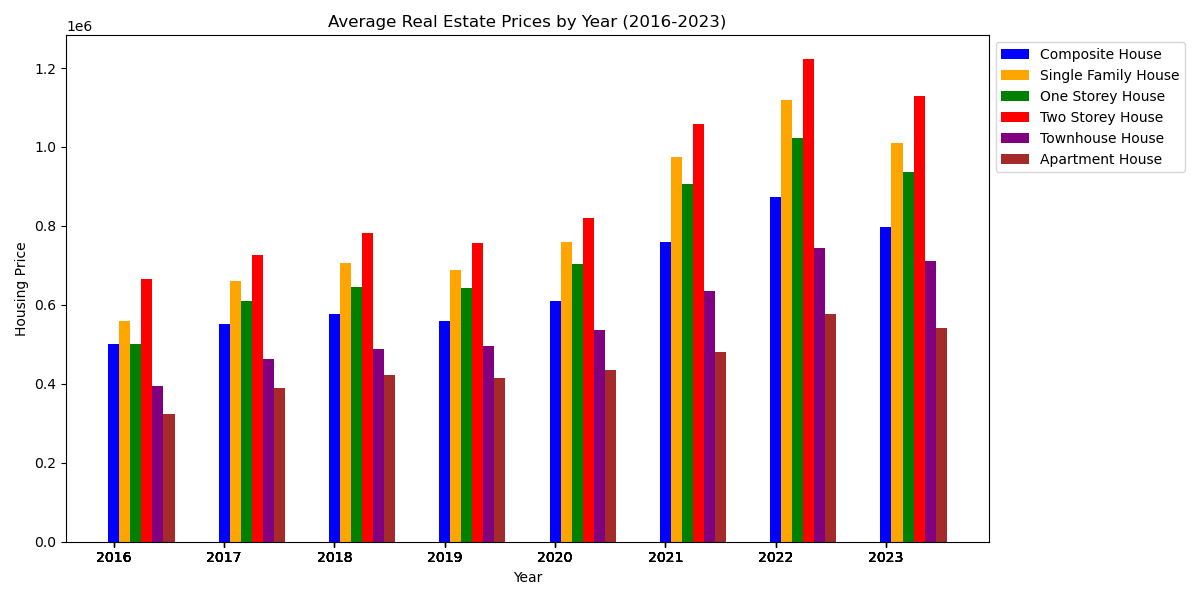 Average Real Estate Prices by Year (2016-2023)
1e6
1.2
1.0
0.8
0.6
0.4
0.2
0.0
Housing Price
2016 2017 2018 2019 2020 2021 2022 2023
Year
Composite House
Single Family House
One Storey House
Two Storey House
Townhouse House
Apartment House